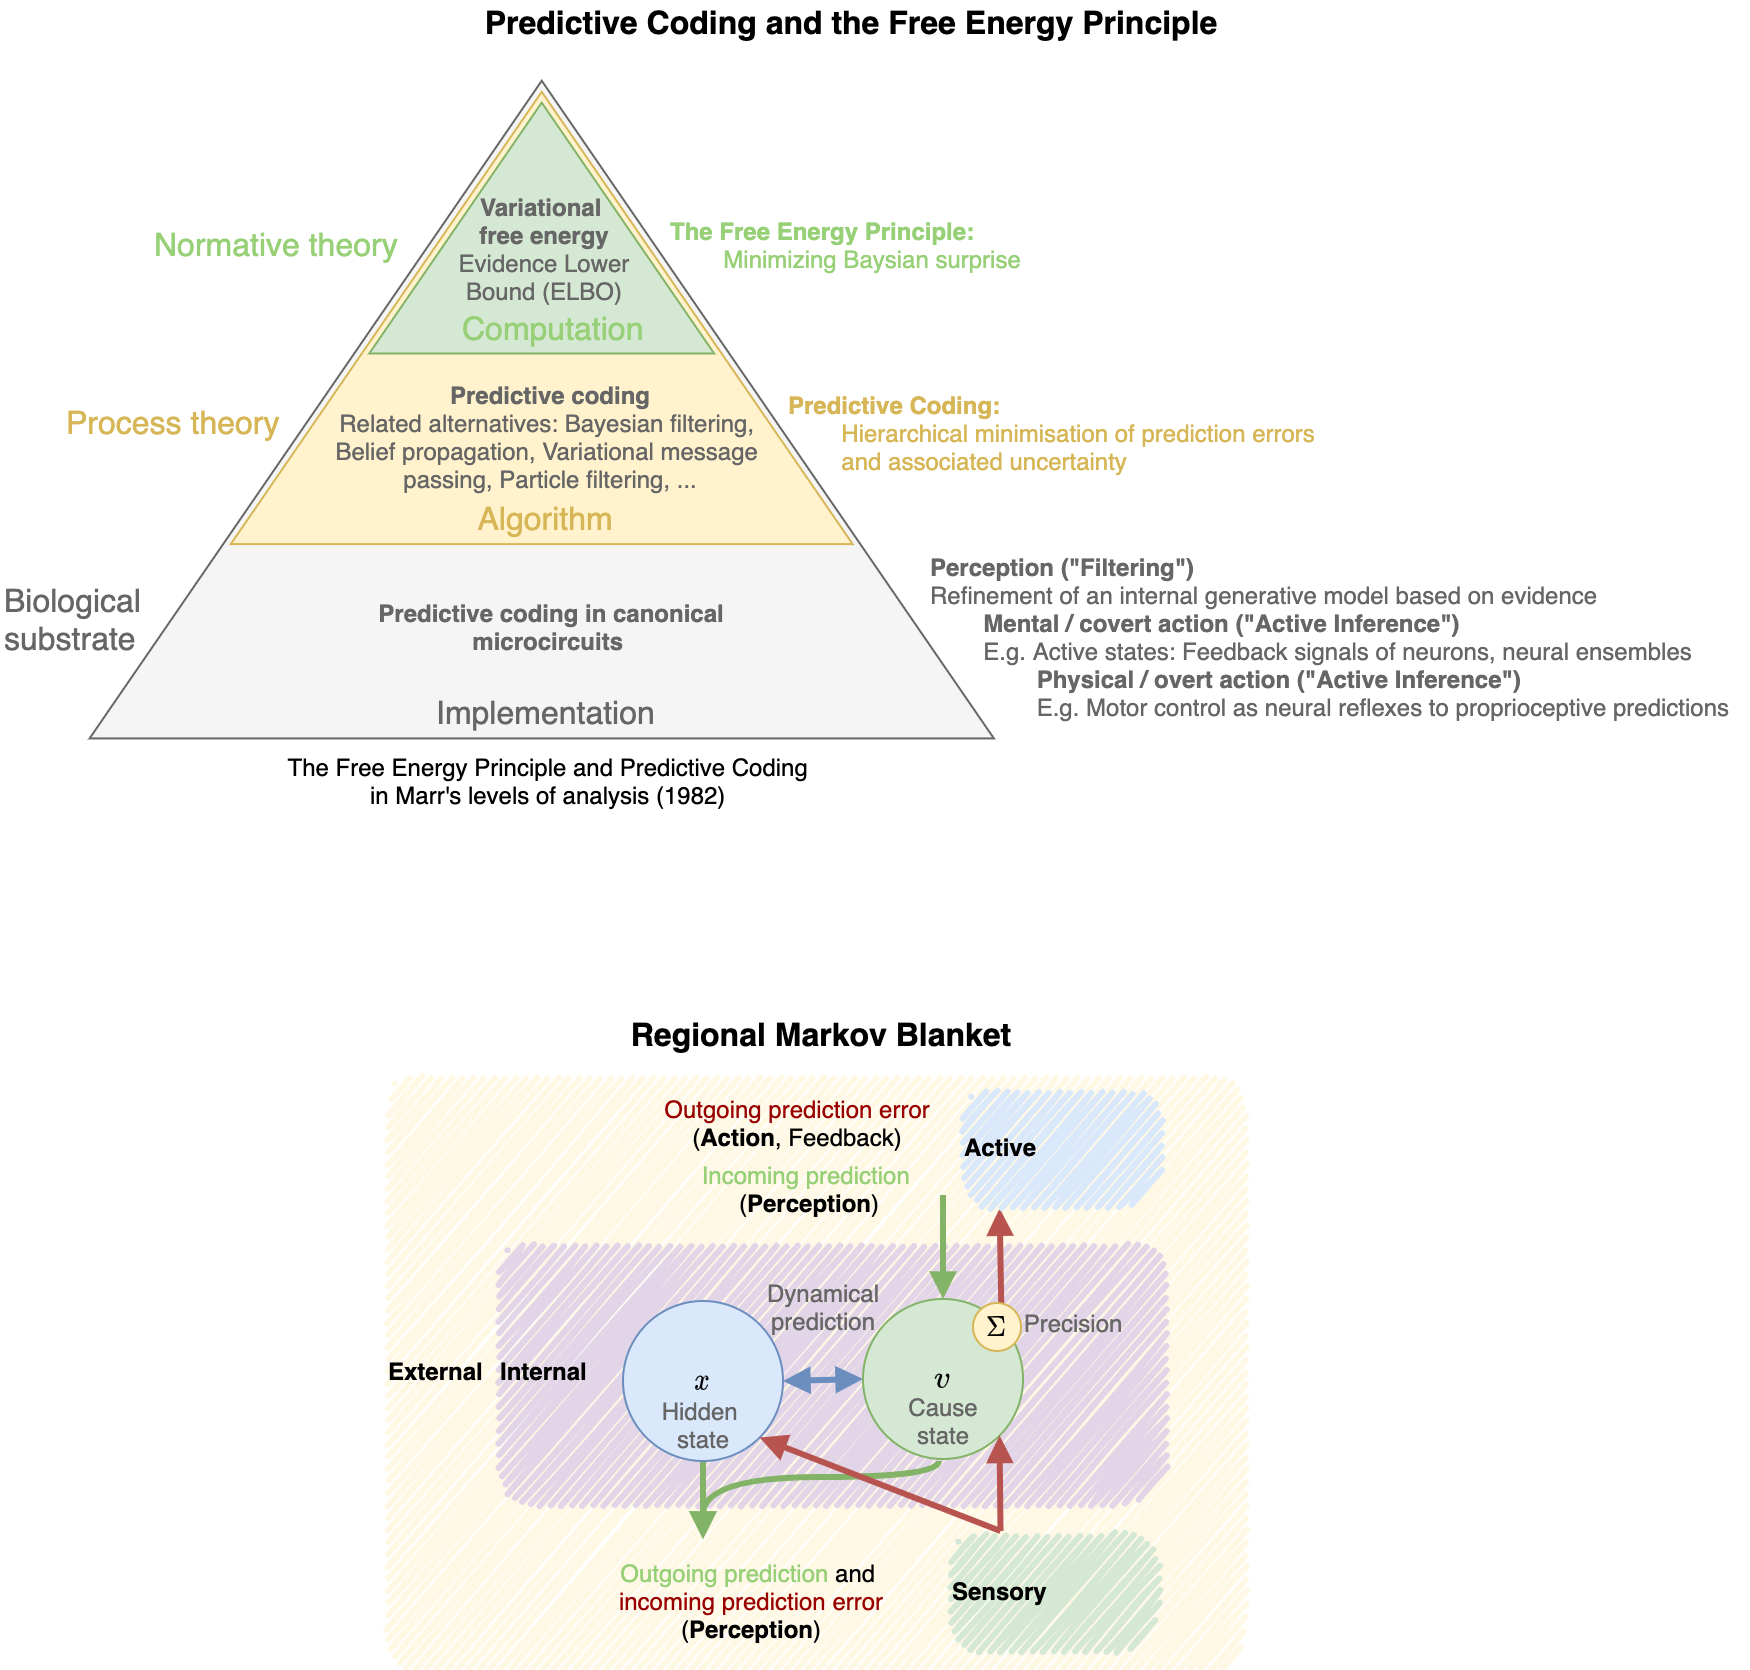 Predictive Coding and the Free Energy Principle
Variational
free energy
Evidence Lower
Bound (ELBO)
Computation
Normative theory
The Free Energy Principle:
Minimizing Baysian surprise
Predictive coding
Related alternatives: Bayesian filtering,
Belief propagation, Variational message
passing, Particle filtering, ...
Algorithm
Process theory
Predictive Coding:
Hierarchical minimisation of prediction errors
and associated uncertainty
Biological
substrate
Predictive coding in canonical
microcircuits
Implementation
Perception ("Filtering")
Refinement of an internal generative model based on evidence
Mental / covert action ("Active Inference")
E.g. Active states: Feedback signals of neurons, neural ensembles
Physical / overt action ("Active Inference")
E.g. Motor control as neural reflexes to proprioceptive predictions
The Free Energy Principle and Predictive Coding
in Marr's levels of analysis (1982)
Regional Markov Blanket
Outgoing prediction error
(Action, Feedback)
Incoming prediction
(Perception)
Active
Dynamical
prediction
Σ
Precision
External
Internal
x
Hidden
state
v
Cause
state
Outgoing prediction and
incoming prediction error
(Perception)
Sensory